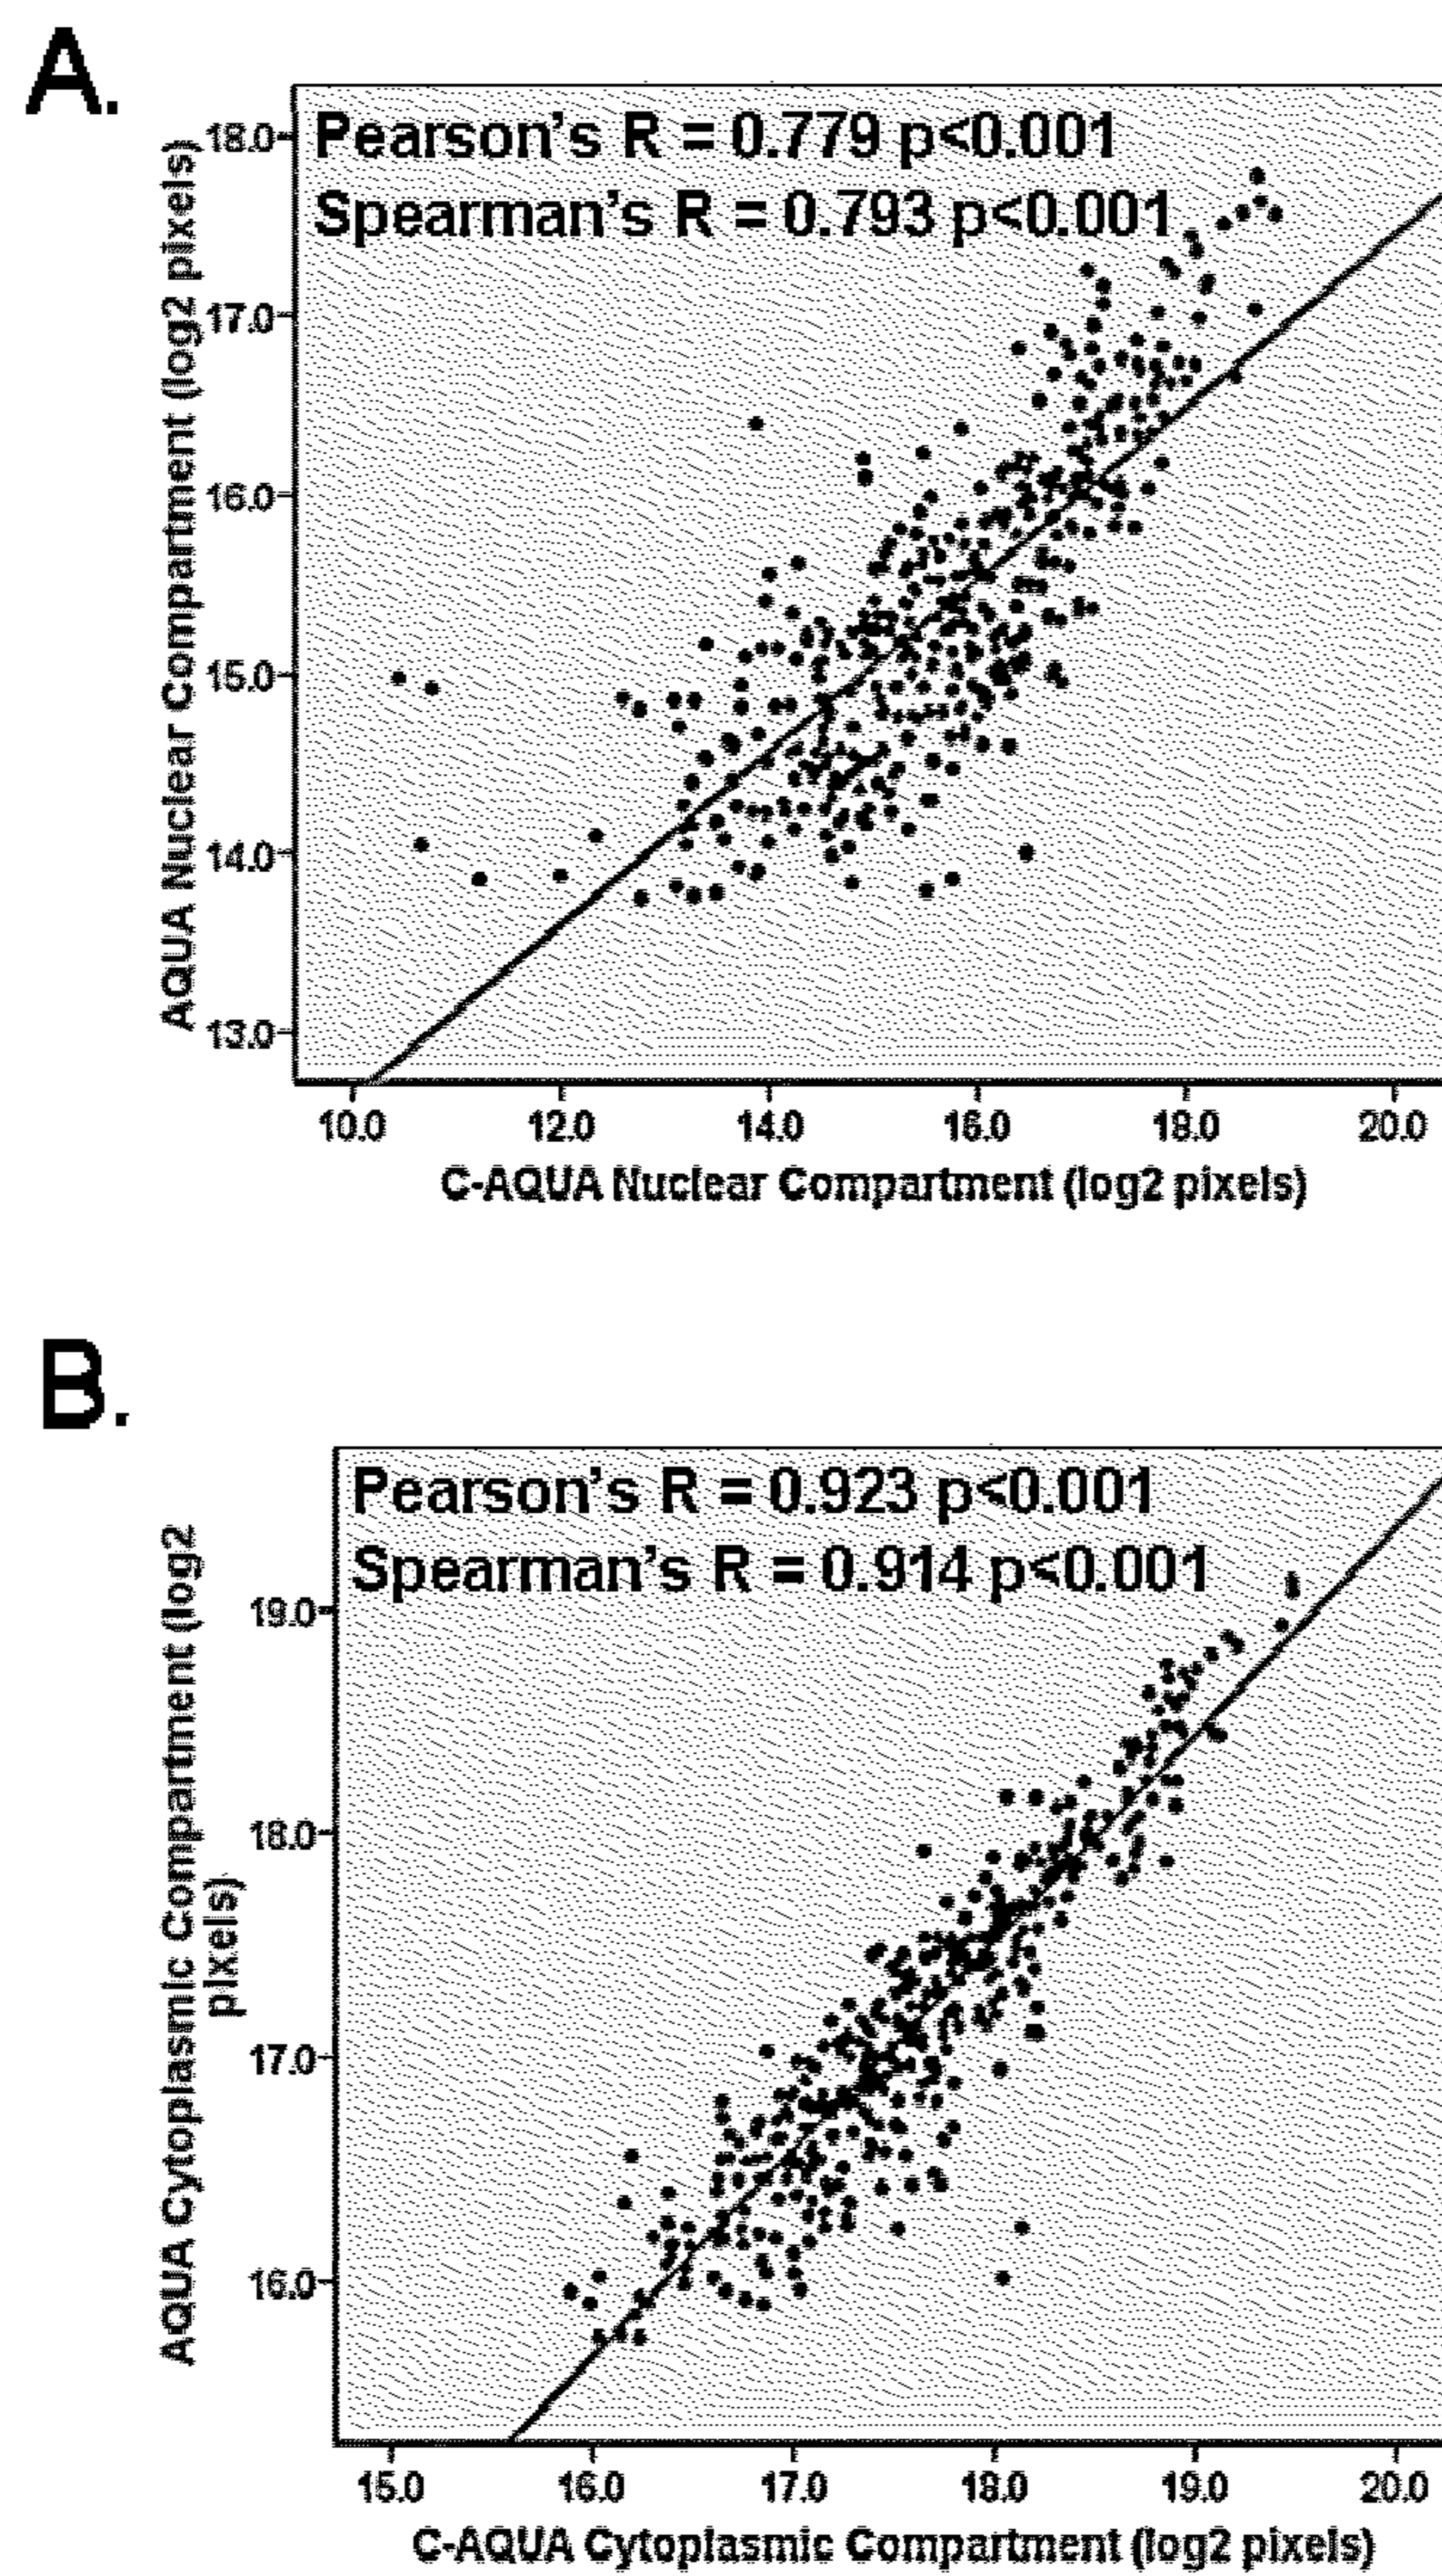 A.
Pearson's R = 0.779 p<0.001
Spearman's R = 0.793 p<0.001
AQUA Nuclear Compartment (log2 pixels)
18.0
17.0
16.0
15.0
14.0
13.0
10.0 12.0 14.0 16.0 18.0 20.0
C-AQUA Nuclear Compartment (log2 pixels)
B.
Pearson's R = 0.923 p<0.001
Spearman's R = 0.914 p<0.001
AQUA Cytoplasmic Compartment (log2
pixels)
19.0
18.0
17.0
16.0
15.0 16.0 17.0 18.0 19.0 20.0
C-AQUA Cytoplasmic Compartment (log2 pixels)